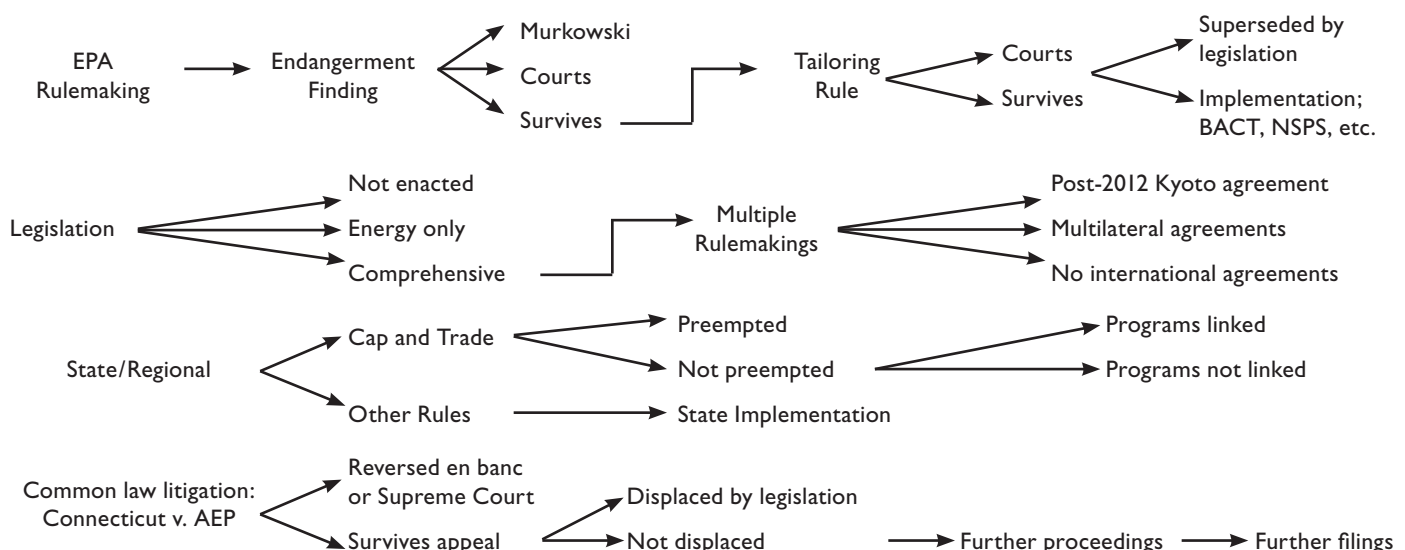 EPA
Rulemaking
Endangerment
Finding
Murkowski
Courts
Survives
Tailoring
Rule
Courts
Survives
Superseded by
legislation
Implementation;
BACT, NSPS, etc.
Legislation
Not enacted
Energy only
Comprehensive
Multiple
Rulemakings
Post-2012 Kyoto agreement
Multilateral agreements
No international agreements
State/Regional
Cap and Trade
Other Rules
Preempted
Not preempted
State Implementation
Programs linked
Programs not linked
Common law litigation:
Connecticut v. AEP
Reversed en banc
or Supreme Court
Survives appeal
Displaced by legislation
Not displaced
Further proceedings
Further filings